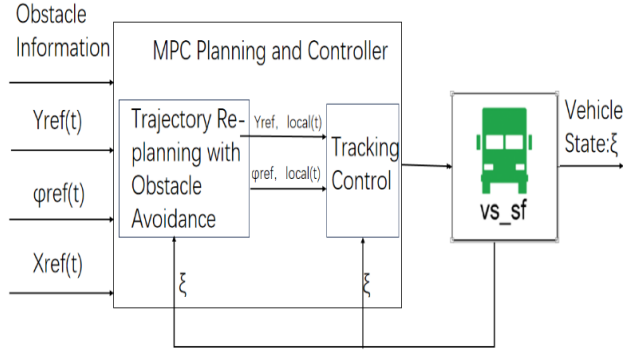 Obstacle
Information
Yref(t)
φref(t)
Xref(t)
MPC Planning and Controller
Trajectory Re-
planning with
Obstacle
Avoidance
Yref, local(t)
φref, local(t)
Tracking
Control
ξ
ξ
vs_sf
Vehicle
State:ξ